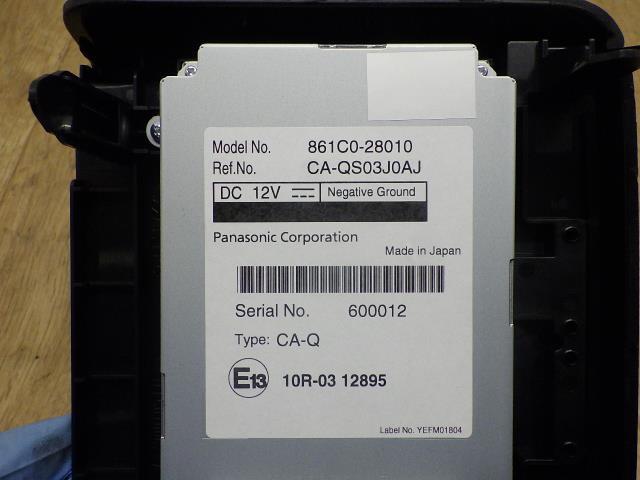 Model No. 861C0-28010
Ref.No. CA-QS03J0AJ
DC 12V Negative Ground
Panasonic Corporation
Made in Japan
Serial No. 600012
Type: CA-Q
E13 10R-03 12895
Label No. YEFM01804